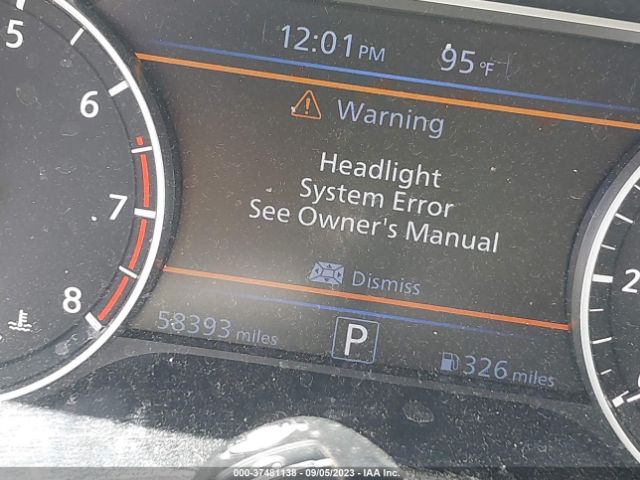 12:01 PM 95 °F
5
6
7
8
Warning
Headlight
System Error
See Owner's Manual
Dismiss
58393 miles P 326 miles
2
000-37481138 - 09/05/2023 - IAA Inc.